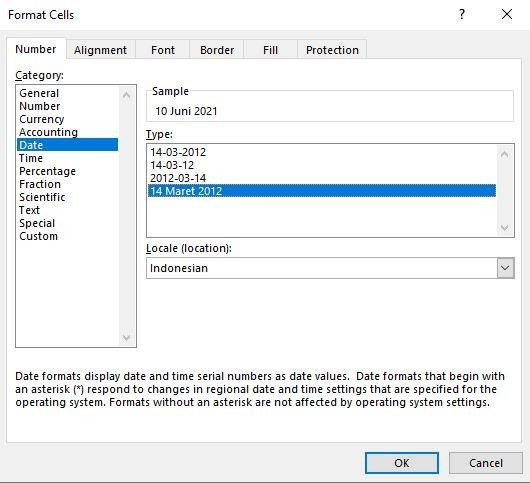 Format Cells
? ×
Number Alignment Font Border Fill Protection
Category:
General
Number
Currency
Accounting
Date
Time
Percentage
Fraction
Scientific
Text
Special
Custom
Sample
10 Juni 2021
Type:
14-03-2012
14-03-12
2012-03-14
14 Maret 2012
Locale (location):
Indonesian
Date formats display date and time serial numbers as date values. Date formats that begin with
an asterisk (*) respond to changes in regional date and time settings that are specified for the
operating system. Formats without an asterisk are not affected by operating system settings.
OK Cancel